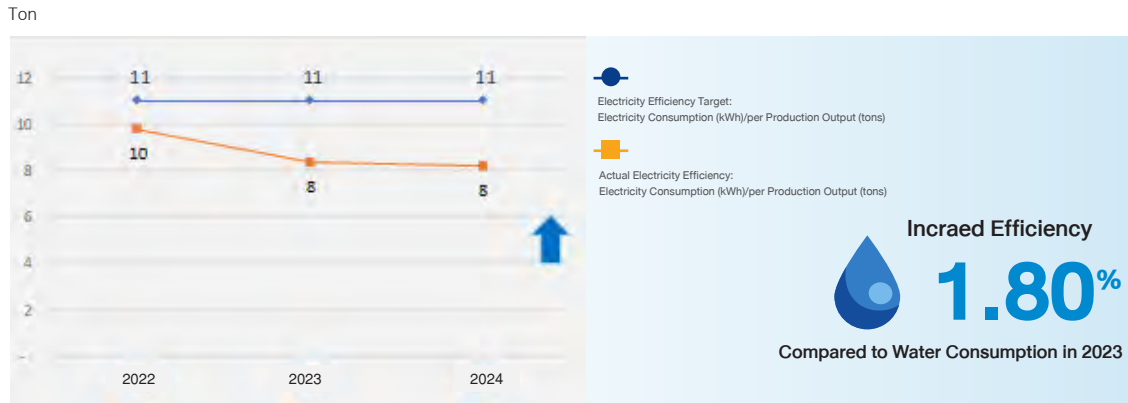 Ton
12
10
8
6
4
2
-
11
11
11
10
8
8
2022
2023
2024
Electricity Efficiency Target:
Electricity Consumption (kWh)/per Production Output (tons)
Actual Electricity Efficiency:
Electricity Consumption (kWh)/per Production Output (tons)
Incraed Efficiency
1.80%
Compared to Water Consumption in 2023